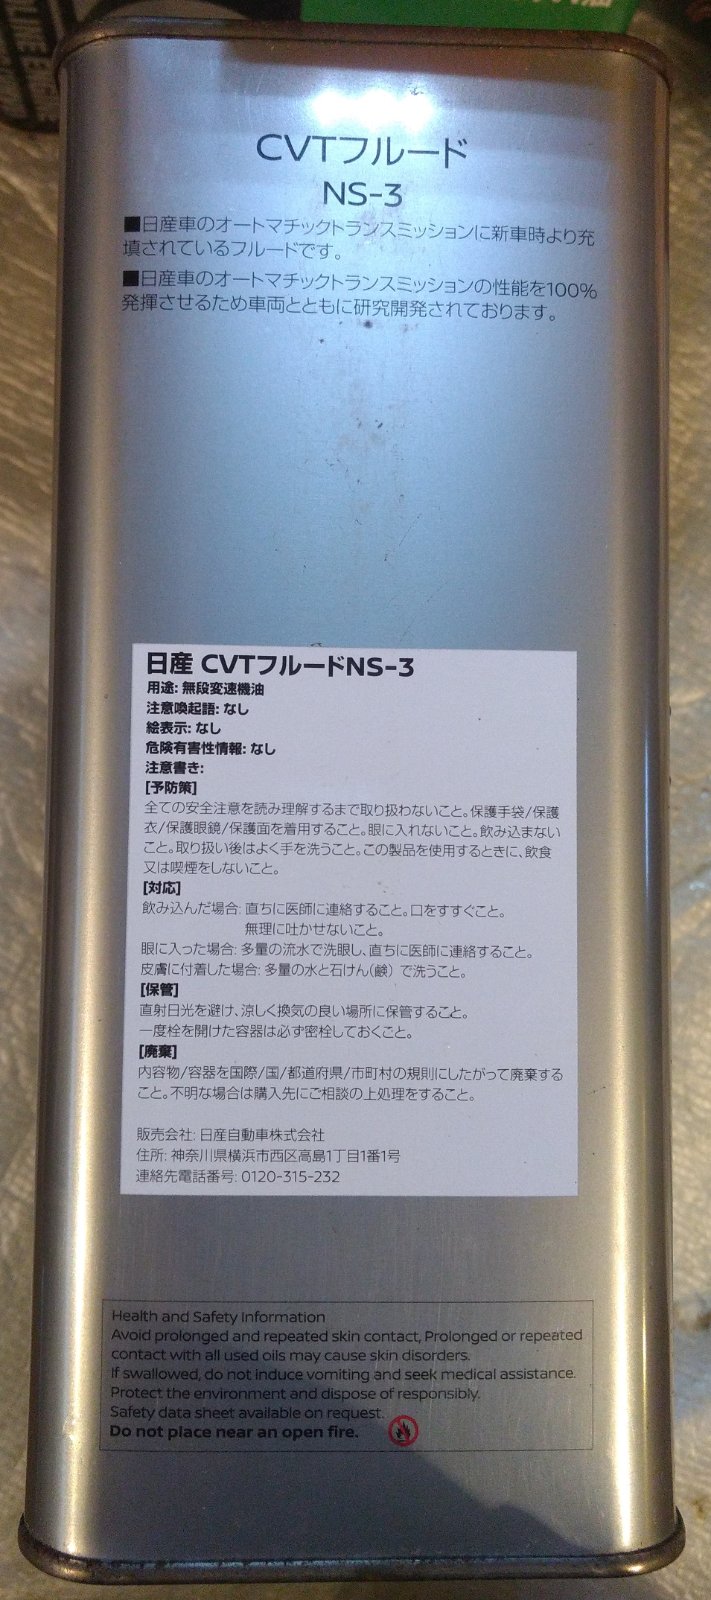 CVTフルード
NS-3
■日産車のオートマチックトランスミッションに新車時より充
填されているフルードです。
■日産車のオートマチックトランスミッションの性能を100%
発揮させるため車両とともに研究開発されております。
日産 CVTフルードNS-3
用途: 無段変速機油
注意喚起語: なし
絵表示: なし
危険有害性情報: なし
注意書き:
[予防策]
全ての安全注意を読み理解するまで取り扱わないこと。保護手袋/保護
衣/保護眼鏡/保護面を着用すること。眼に入れないこと。飲み込まない
こと。取り扱い後はよく手を洗うこと。この製品を使用するときに、飲食
又は喫煙をしないこと。
[対応]
飲み込んだ場合: 直ちに医師に連絡すること。口をすすぐこと。
無理に吐かせないこと。
眼に入った場合: 多量の流水で洗眼し、直ちに医師に連絡すること。
皮膚に付着した場合: 多量の水と石けん(鹸) で洗うこと。
[保管]
直射日光を避け、涼しく換気の良い場所に保管すること。
一度栓を開けた容器は必ず密栓しておくこと。
[廃棄]
内容物/容器を国際/国/都道府県/市町村の規則にしたがって廃棄する
こと。不明な場合は購入先にご相談の上処理をすること。
販売会社: 日産自動車株式会社
住所: 神奈川県横浜市西区高島1丁目1番1号
連絡先電話番号: 0120-315-232
Health and Safety Information
Avoid prolonged and repeated skin contact, Prolonged or repeated
contact with all used oils may cause skin disorders.
If swallowed, do not induce vomiting and seek medical assistance.
Protect the environment and dispose of responsibly.
Safety data sheet available on request.
Do not place near an open fire.